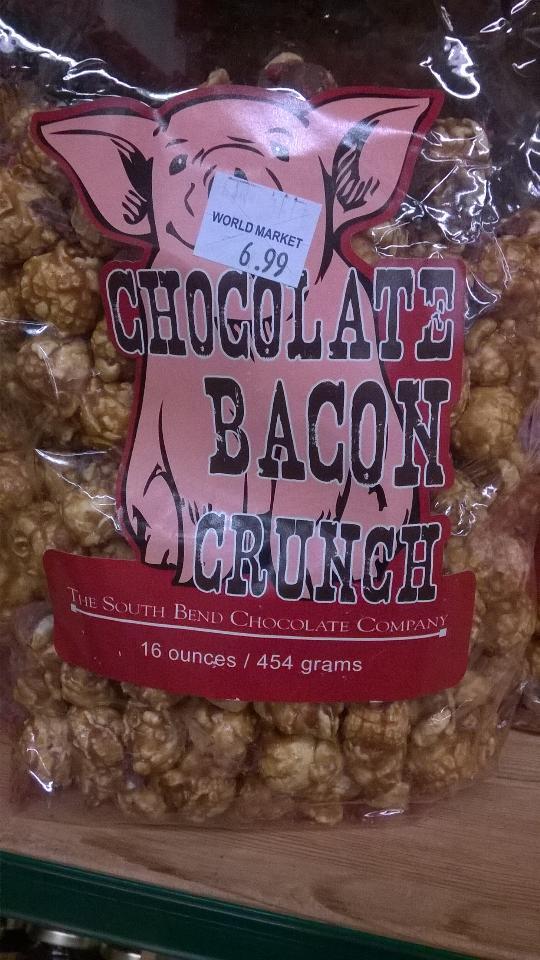 WORLD MARKET
6.99
CHOCOLATE
BACON
CRUNCH
THE SOUTH BEND CHOCOLATE COMPANY
16 ounces / 454 grams